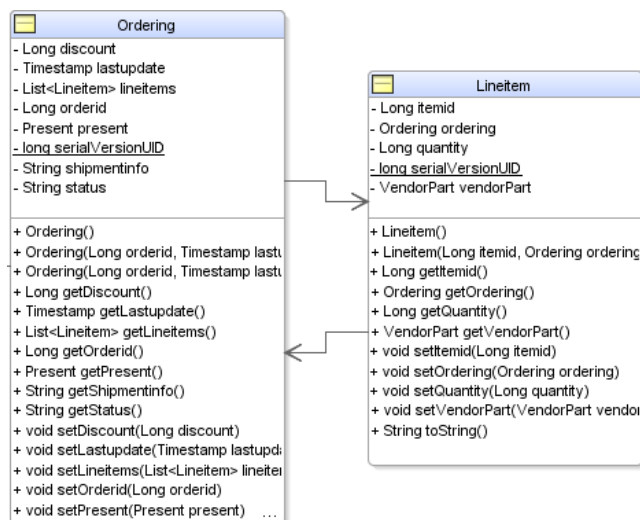 Ordering
- Long discount
- Timestamp lastupdate
- List<Lineitem> lineitems
- Long orderid
- Present present
- long serialVersionUID
- String shipmentinfo
- String status
+ Ordering()
+ Ordering(Long orderid, Timestamp lastu
+ Ordering(Long orderid, Timestamp lastu
+ Long getDiscount()
+ Timestamp getLastupdate()
+ List<Lineitem> getLineitems()
+ Long getOrderid()
+ Present getPresent()
+ String getShipmentinfo()
+ String getStatus()
+ void setDiscount(Long discount)
+ void setLastupdate(Timestamp lastupda
+ void setLineitems(List<Lineitem> lineiter
+ void setOrderid(Long orderid)
+ void setPresent(Present present) ...
Lineitem
- Long itemid
- Ordering ordering
- Long quantity
- long serialVersionUID
- VendorPart vendorPart
+ Lineitem()
+ Lineitem(Long itemid, Ordering ordering
+ Long getItemid()
+ Ordering getOrdering()
+ Long getQuantity()
+ VendorPart getVendorPart()
+ void setItemid(Long itemid)
+ void setOrdering(Ordering ordering)
+ void setQuantity(Long quantity)
+ void setVendorPart(VendorPart vendor
+ String toString()